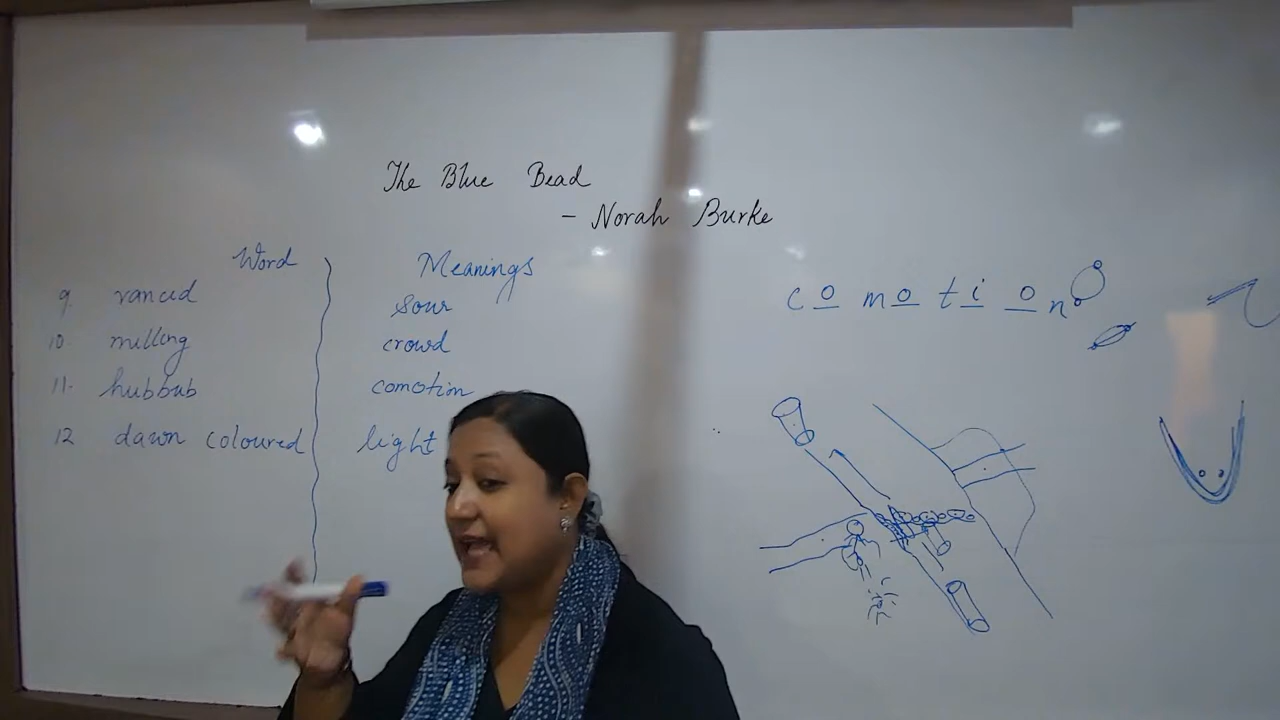 The Blue Bead
- Norah Burke
Word Meanings
9. rancid sour
10. milling crowd
11. hubbub comotion
12 dawn coloured light
c o m o t i o n